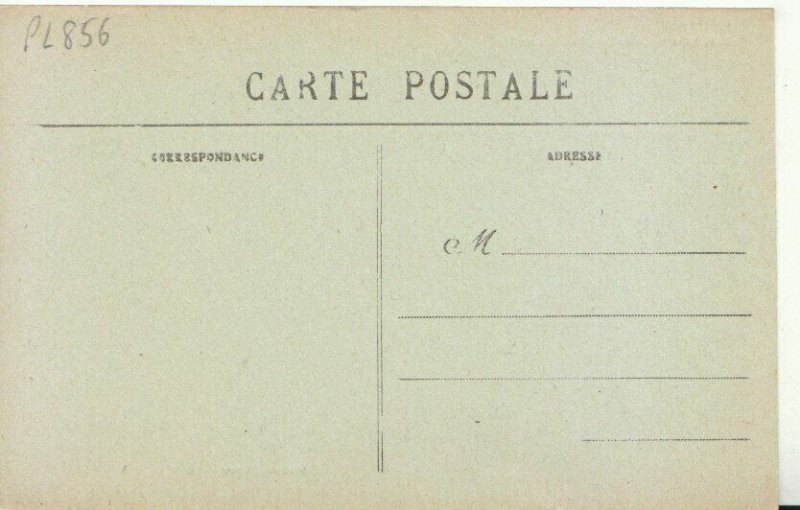 PL856
CARTE POSTALE
CORRESPONDANCE
ADRESSE
M